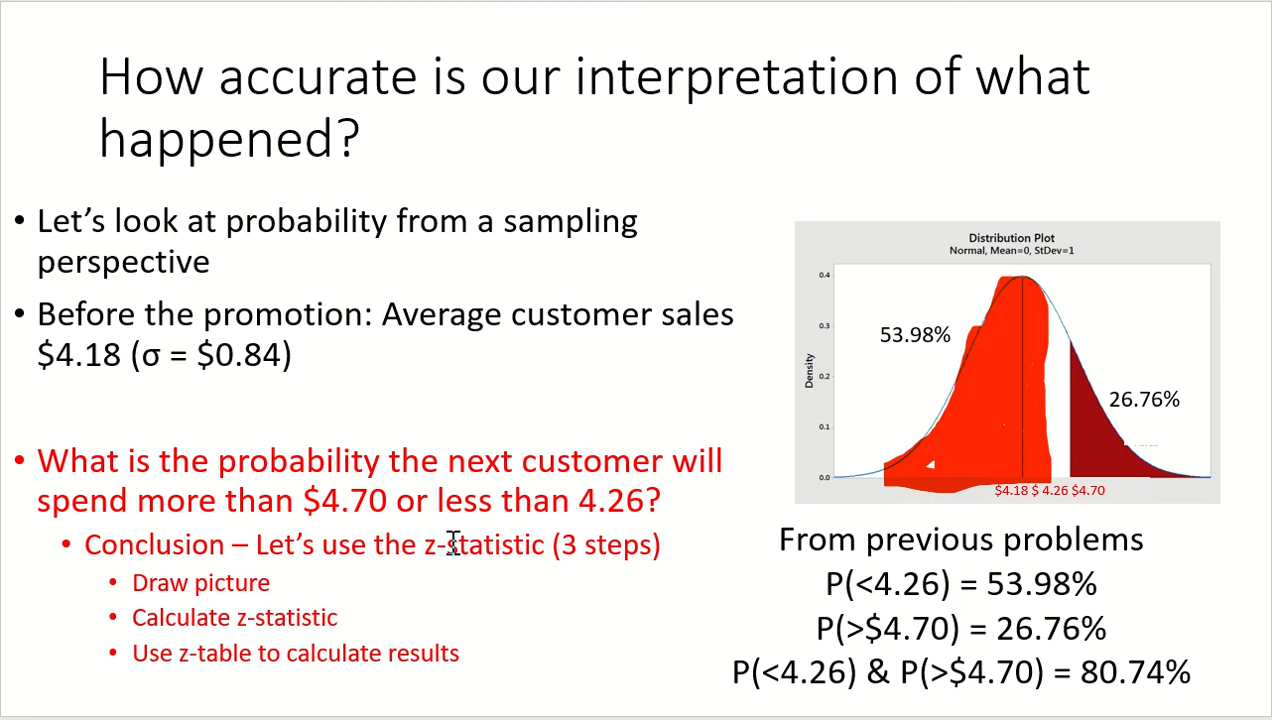 How accurate is our interpretation of what
happened?
• Let’s look at probability from a sampling
perspective
• Before the promotion: Average customer sales
$4.18 (σ = $0.84)
• What is the probability the next customer will
spend more than $4.70 or less than 4.26?
• Conclusion – Let’s use the z-statistic (3 steps)
• Draw picture
• Calculate z-statistic
• Use z-table to calculate results
Distribution Plot
Normal, Mean=0, StDev=1
0.4
0.3
0.2
0.1
0.0
Density
53.98%
26.76%
$4.18 $ 4.26 $4.70
From previous problems
P(<4.26) = 53.98%
P(>$4.70) = 26.76%
P(<4.26) & P(>$4.70) = 80.74%